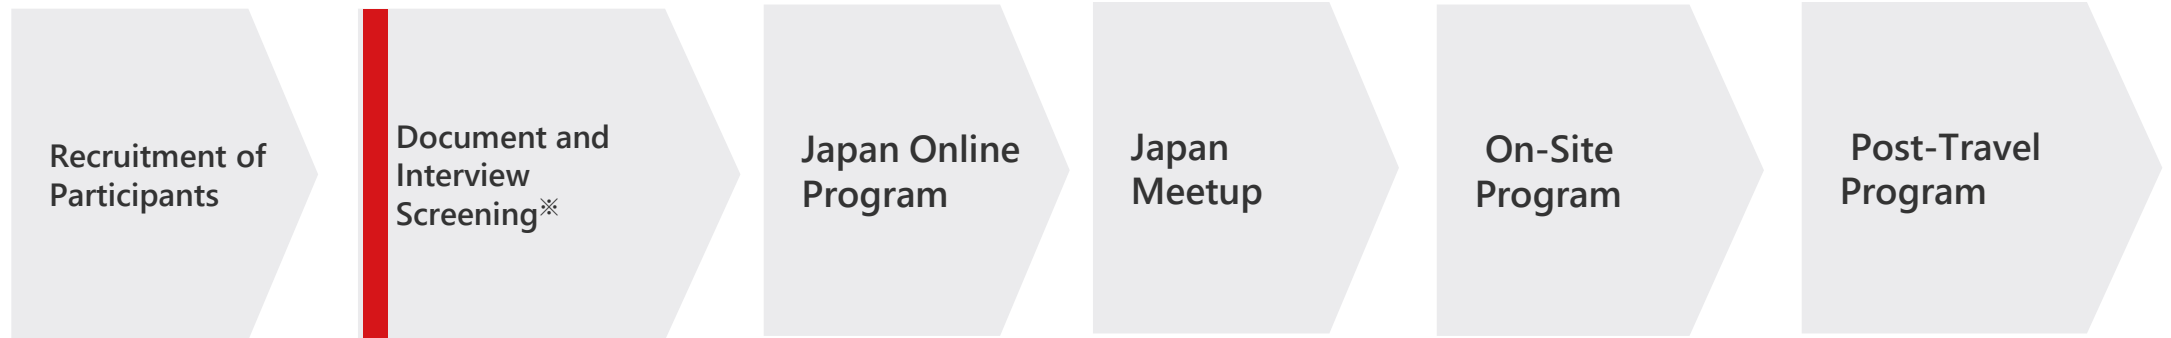 Recruitment of
Participants
Document and
Interview
Screening※
Japan Online
Program
Japan
Meetup
On-Site
Program
Post-Travel
Program